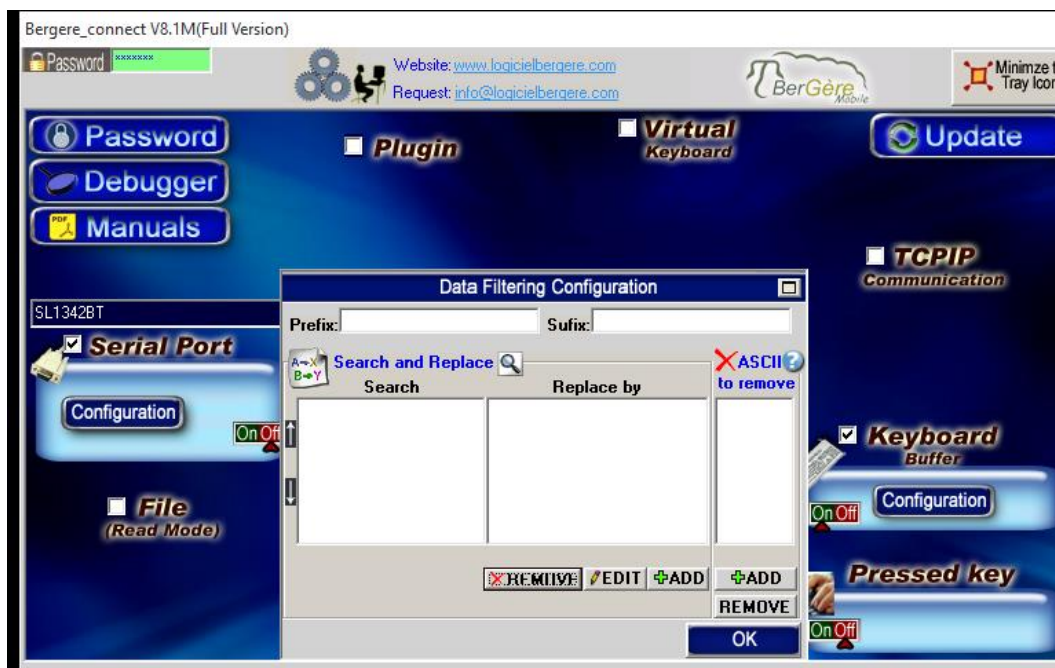 Bergere_connect V8.1M(Full Version)
Password xxxxxxx
Website: www.logicielbergere.com
Request: info@logicielbergere.com
BerGère
Mobile
Minimze t
Tray Icon
Password
Debugger
Manuals
PDF
Plugin
Virtual
Keyboard
Update
TCPIP
Communication
SL1342BT
Serial Port
Configuration
On Off
File
(Read Mode)
Data Filtering Configuration
Prefix:
Sufix:
A→X
B→Y
Search and Replace
Search
Replace by
ASCII ?
to remove
REMOVE
EDIT
ADD
ADD
REMOVE
OK
Keyboard
Buffer
Configuration
On Off
Pressed key
On Off